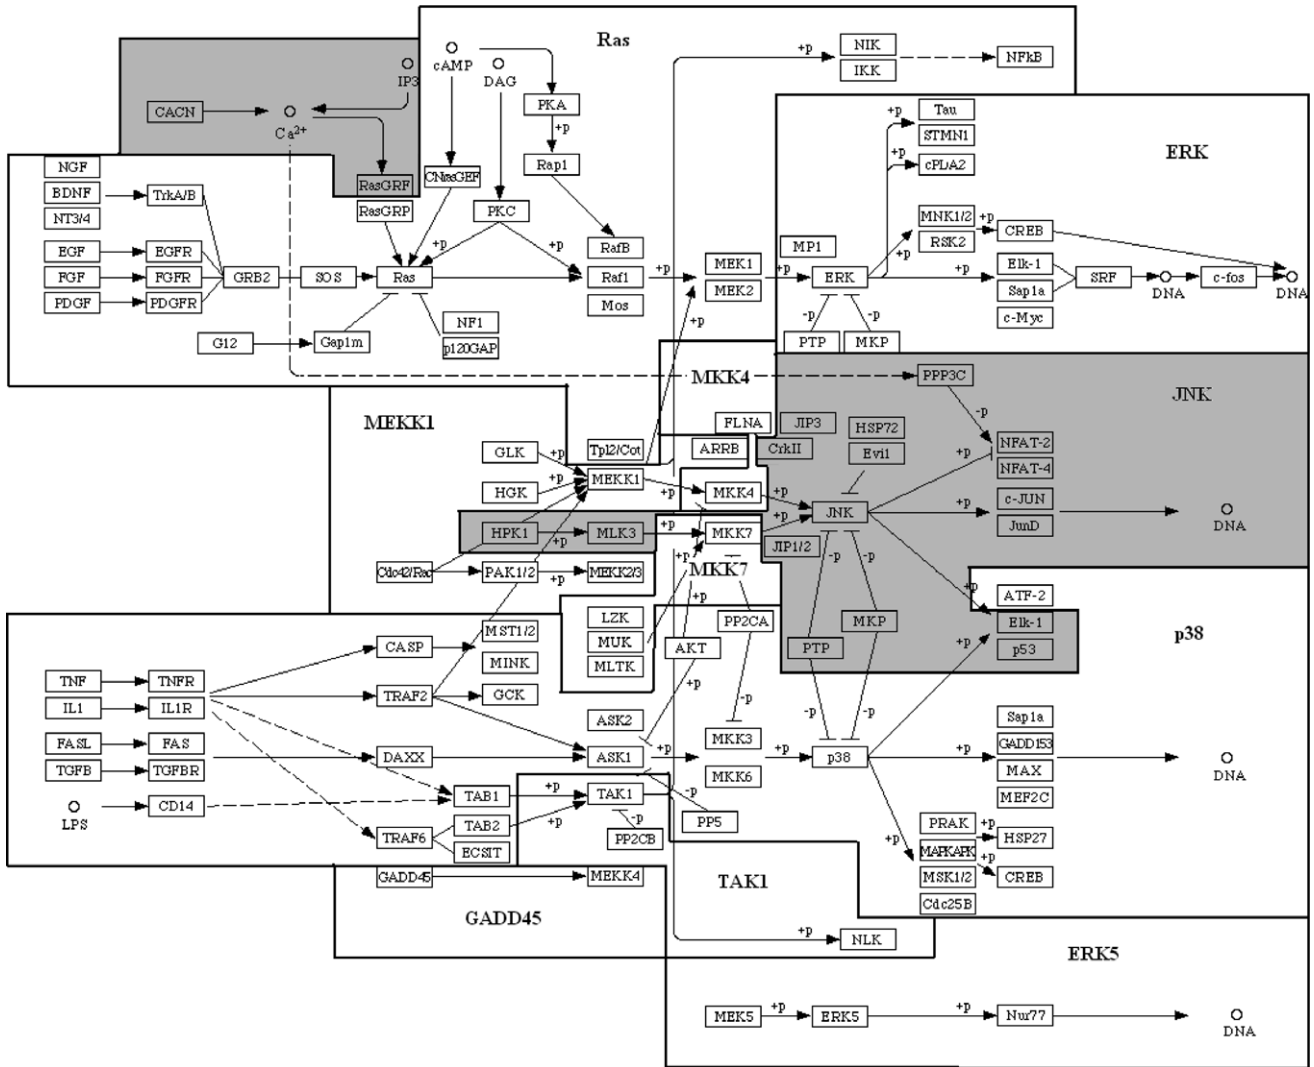 Ras
cAMP
IP3
DAG
+p
NIK
IKK
NFkB
CACN
Ca2+
PKA
+p
Rap1
RasGRF
RasGRP
CNrasGEF
PKC
NGF
BDNF
NT3/4
TrkA/B
EGF
EGFR
FGF
FGFR
PDGF
PDGFR
GRB2
SOS
Ras
+p
+p
RafB
Raf1
Mos
+p
MEK1
MEK2
+p
G12
Gap1m
NF1
p120GAP
+p
ERK
Tau
STMN1
+p
cPLA2
MNK1/2
RSK2
+p
+p
CREB
MP1
+p
ERK
+p
Elk-1
Sap1a
c-Myc
SRF
DNA
c-fos
DNA
-p
-p
PTP
MKP
MKK4
PPP3C
JNK
-p
MEKK1
FLNA
JIP3
HSP72
NFAT-2
NFAT-4
GLK
+p
Tpl2/Cot
ARRB
CrkII
Evi1
+p
HGK
+p
MEKK1
+p
MKK4
+p
JNK
+p
c-JUN
JunD
DNA
HPK1
MLK3
+p
MKK7
+p
JIP1/2
+p
Cdc42/Rac
PAK1/2
+p
MEKK2/3
+p
MKK7
-p
-p
+p
ATF-2
Elk-1
p53
p38
LZK
MUK
MLTK
+p
AKT
PP2CA
PTP
MKP
+p
CASP
MST1/2
MINK
GCK
TNF
TNFR
IL1
IL1R
TRAF2
+p
-p
-p
-p
ASK2
MKK3
Sap1a
GADD153
MAX
MEF2C
FASL
FAS
TGFB
TGFBR
DAXX
ASK1
+p
MKK6
+p
p38
+p
DNA
LPS
CD14
TAB1
+p
TAK1
-p
TRAF6
TAB2
+p
ECSIT
-p
PP2CB
PP5
+p
PRAK
MAPKAPK
MSK1/2
Cdc25B
+p
HSP27
+p
CREB
GADD45
MEKK4
TAK1
GADD45
+p
NLK
ERK5
MEK5
+p
ERK5
+p
Nur77
DNA